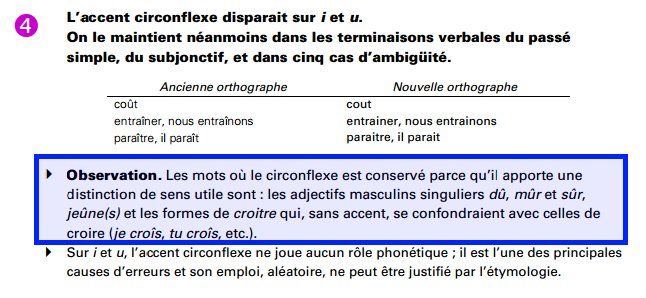 4 L'accent circonflexe disparait sur i et u.
On le maintient néanmoins dans les terminaisons verbales du passé
simple, du subjonctif, et dans cinq cas d'ambigüité.
Ancienne orthographe Nouvelle orthographe
coût cout
entraîner, nous entraînons entrainer, nous entrainons
paraître, il paraît paraitre, il parait
Observation. Les mots où le circonflexe est conservé parce qu'il apporte une
distinction de sens utile sont : les adjectifs masculins singuliers dû, mûr et sûr,
jeûne(s) et les formes de croitre qui, sans accent, se confondraient avec celles de
croire (je croîs, tu croîs, etc.).
Sur i et u, l'accent circonflexe ne joue aucun rôle phonétique ; il est l'une des principales
causes d'erreurs et son emploi, aléatoire, ne peut être justifié par l'étymologie.